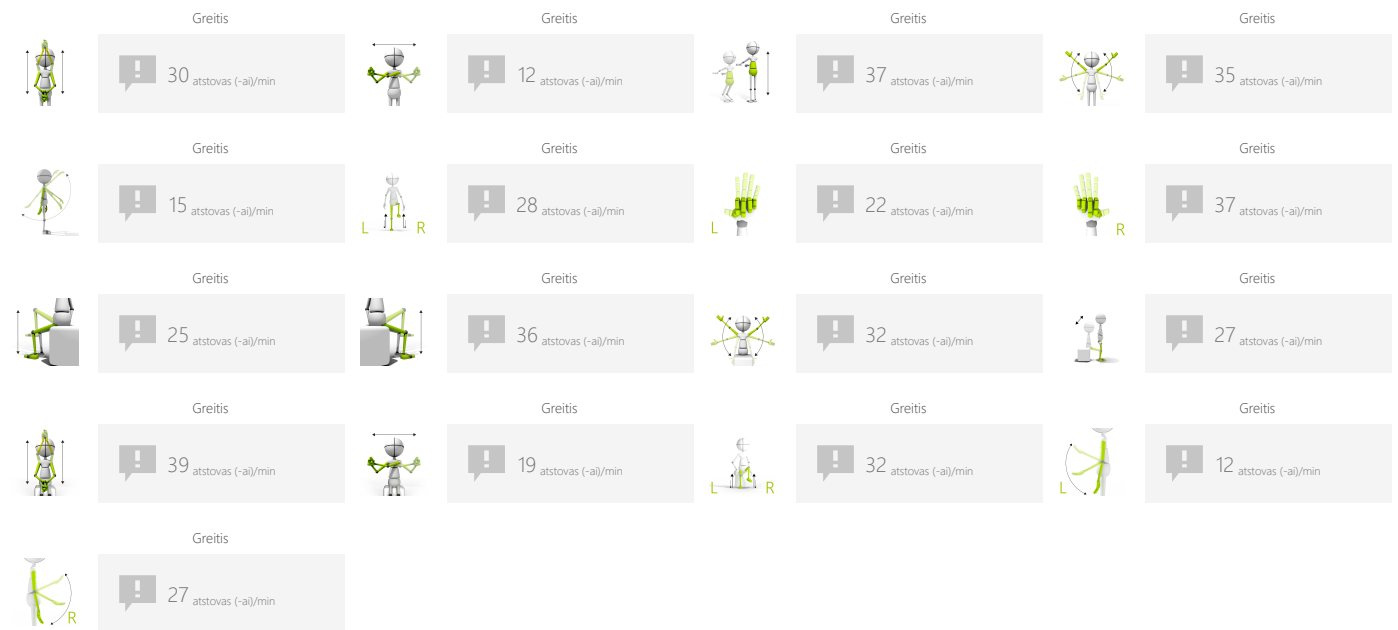 Greitis Greitis Greitis Greitis
30 atstovas (-ai)/min 12 atstovas (-ai)/min 37 atstovas (-ai)/min 35 atstovas (-ai)/min
Greitis Greitis Greitis Greitis
15 atstovas (-ai)/min 28 atstovas (-ai)/min 22 atstovas (-ai)/min 37 atstovas (-ai)/min
L R L R
Greitis Greitis Greitis Greitis
25 atstovas (-ai)/min 36 atstovas (-ai)/min 32 atstovas (-ai)/min 27 atstovas (-ai)/min
Greitis Greitis Greitis Greitis
39 atstovas (-ai)/min 19 atstovas (-ai)/min 32 atstovas (-ai)/min 12 atstovas (-ai)/min
L R L
Greitis
27 atstovas (-ai)/min
R